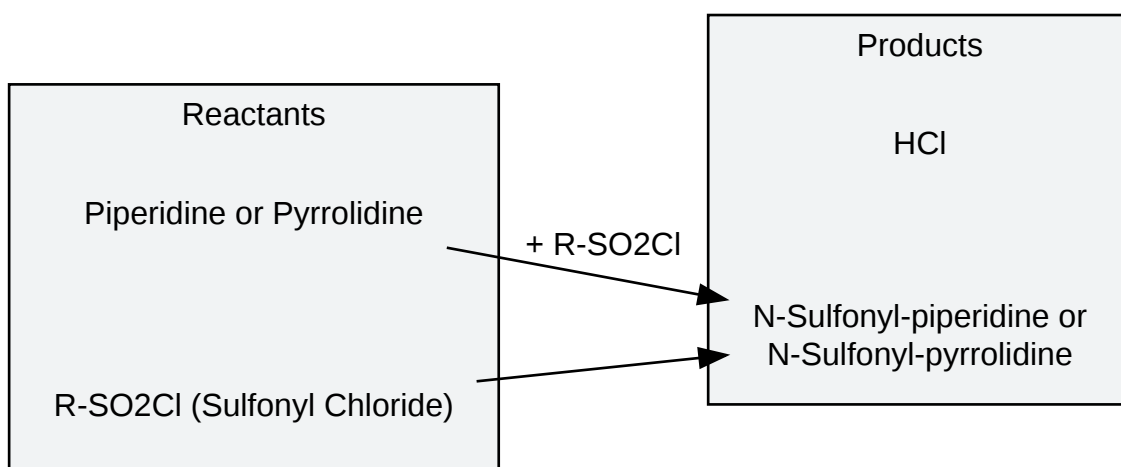 Reactants
Piperidine or Pyrrolidine
R-SO2Cl (Sulfonyl Chloride)
+ R-SO2Cl
Products
HCl
N-Sulfonyl-piperidine or
N-Sulfonyl-pyrrolidine